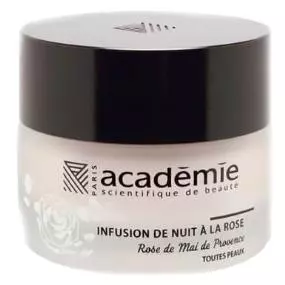 PARIS
académie
scientifique de beauté
INFUSION DE NUIT À LA ROSE
Rose de Mai de Provence
TOUTES PEAUX